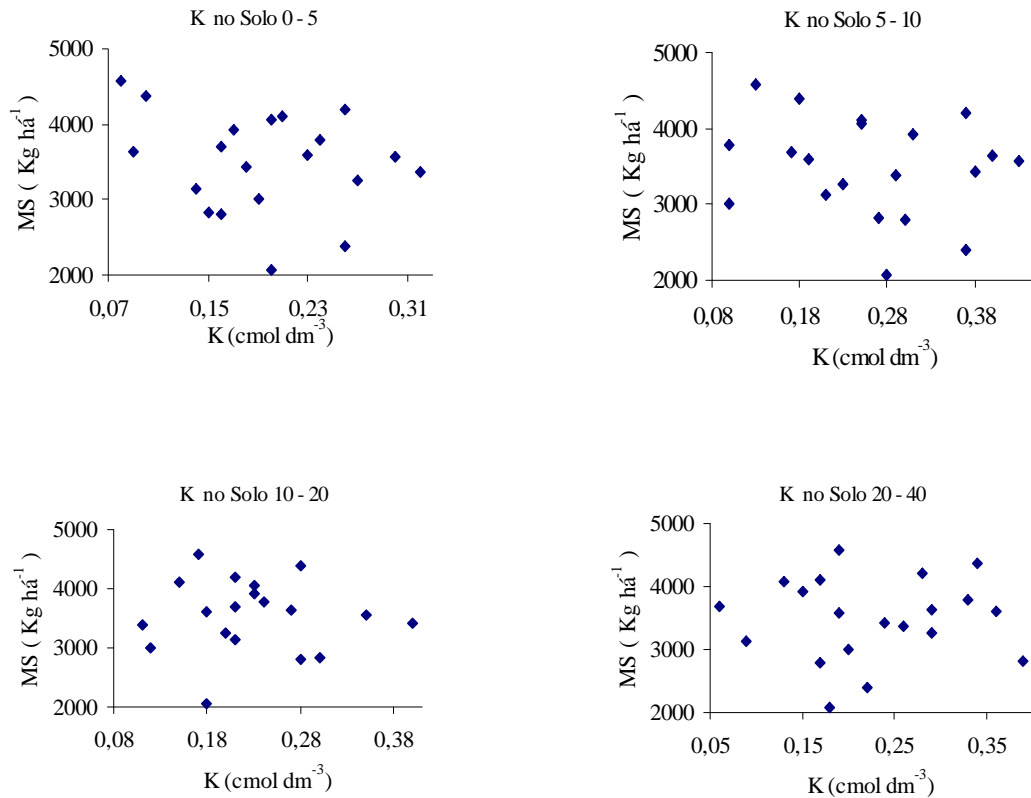 K no Solo 0 - 5
5000
4000
3000
2000
MS ( Kg há-1 )
0,07 0,15 0,23 0,31
K (cmol dm-3)
K no Solo 5 - 10
5000
4000
3000
2000
MS ( Kg há-1 )
0,08 0,18 0,28 0,38
K (cmol dm-3)
K no Solo 10 - 20
5000
4000
3000
2000
MS ( Kg há-1 )
0,08 0,18 0,28 0,38
K (cmol dm-3)
K no Solo 20 - 40
5000
4000
3000
2000
MS ( Kg há-1 )
0,05 0,15 0,25 0,35
K (cmol dm-3)